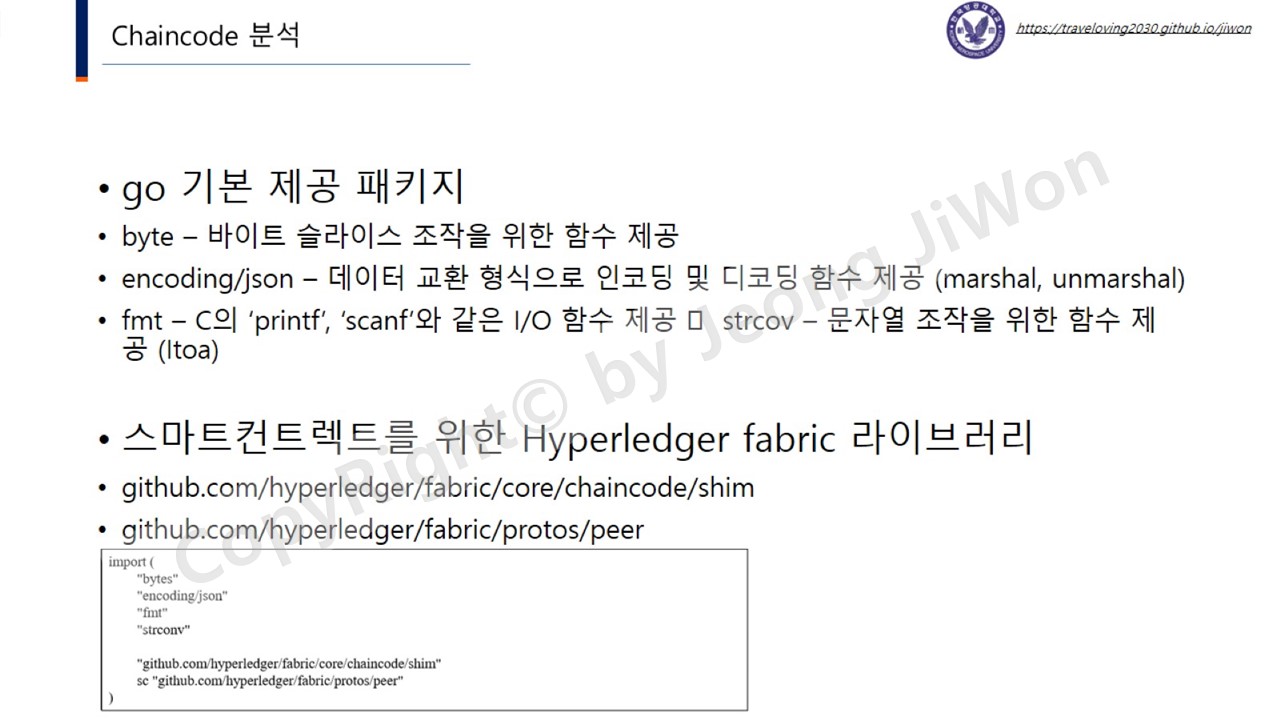 Chaincode 분석
https://traveloving2030.github.io/jiwon
• go 기본 제공 패키지
• byte – 바이트 슬라이스 조작을 위한 함수 제공
• encoding/json – 데이터 교환 형식으로 인코딩 및 디코딩 함수 제공 (marshal, unmarshal)
• fmt – C의 ‘printf’, ‘scanf’와 같은 I/O 함수 제공 ▯ strcov – 문자열 조작을 위한 함수 제
공 (Itoa)
• 스마트컨트렉트를 위한 Hyperledger fabric 라이브러리
• github.com/hyperledger/fabric/core/chaincode/shim
• github.com/hyperledger/fabric/protos/peer
import (
"bytes"
"encoding/json"
"fmt"
"strconv"
"github.com/hyperledger/fabric/core/chaincode/shim"
sc "github.com/hyperledger/fabric/protos/peer"
)
CopyRight© by Jeong JiWon